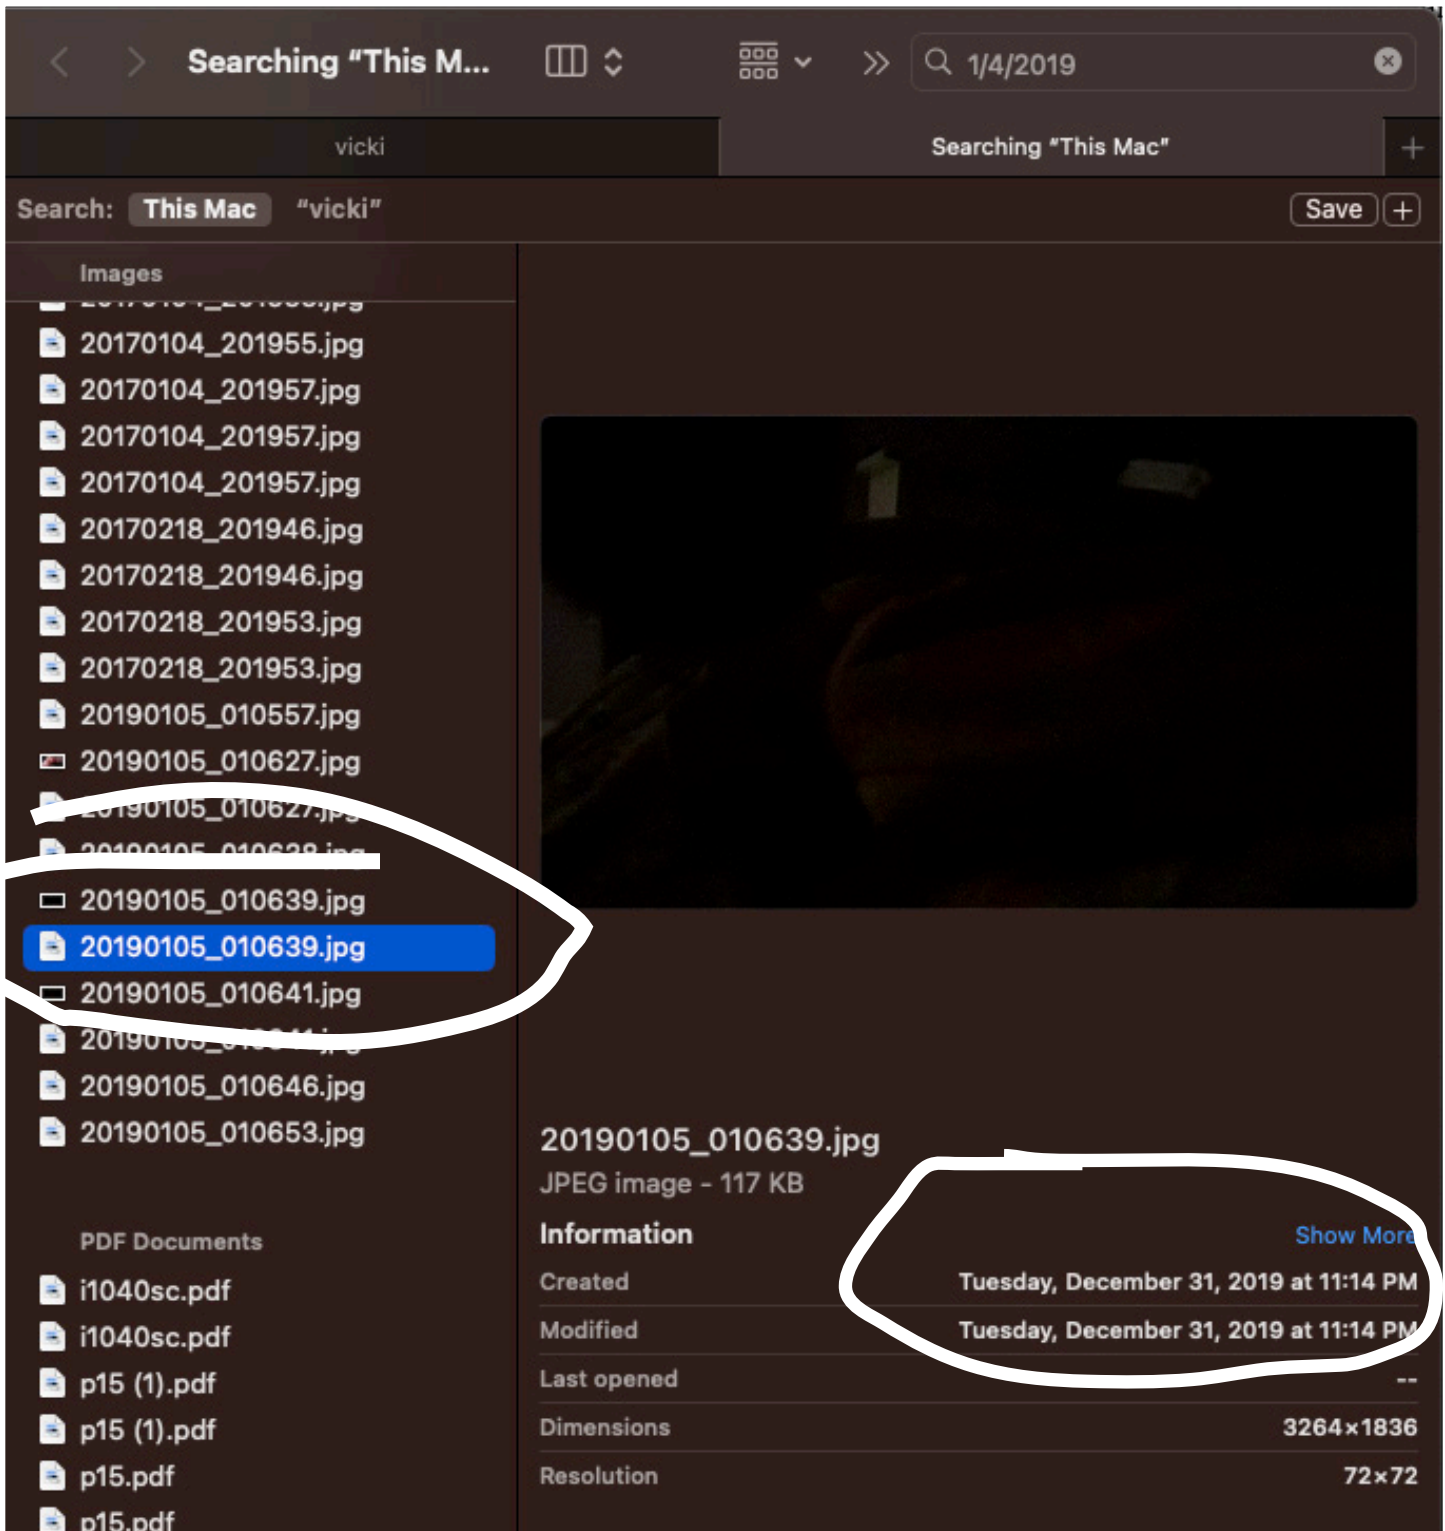 Searching “This M...
1/4/2019
vicki
Searching “This Mac”
Search: This Mac “vicki”
Save
Images
20170104_201955.jpg
20170104_201957.jpg
20170104_201957.jpg
20170104_201957.jpg
20170218_201946.jpg
20170218_201946.jpg
20170218_201953.jpg
20170218_201953.jpg
20190105_010557.jpg
20190105_010627.jpg
20190105_010627.jpg
20190105_010638.jpg
20190105_010639.jpg
20190105_010639.jpg
20190105_010641.jpg
20190105_010646.jpg
20190105_010653.jpg
PDF Documents
i1040sc.pdf
i1040sc.pdf
p15 (1).pdf
p15 (1).pdf
p15.pdf
p15.pdf
20190105_010639.jpg
JPEG image - 117 KB
Information Show More
Created Tuesday, December 31, 2019 at 11:14 PM
Modified Tuesday, December 31, 2019 at 11:14 PM
Last opened --
Dimensions 3264×1836
Resolution 72×72